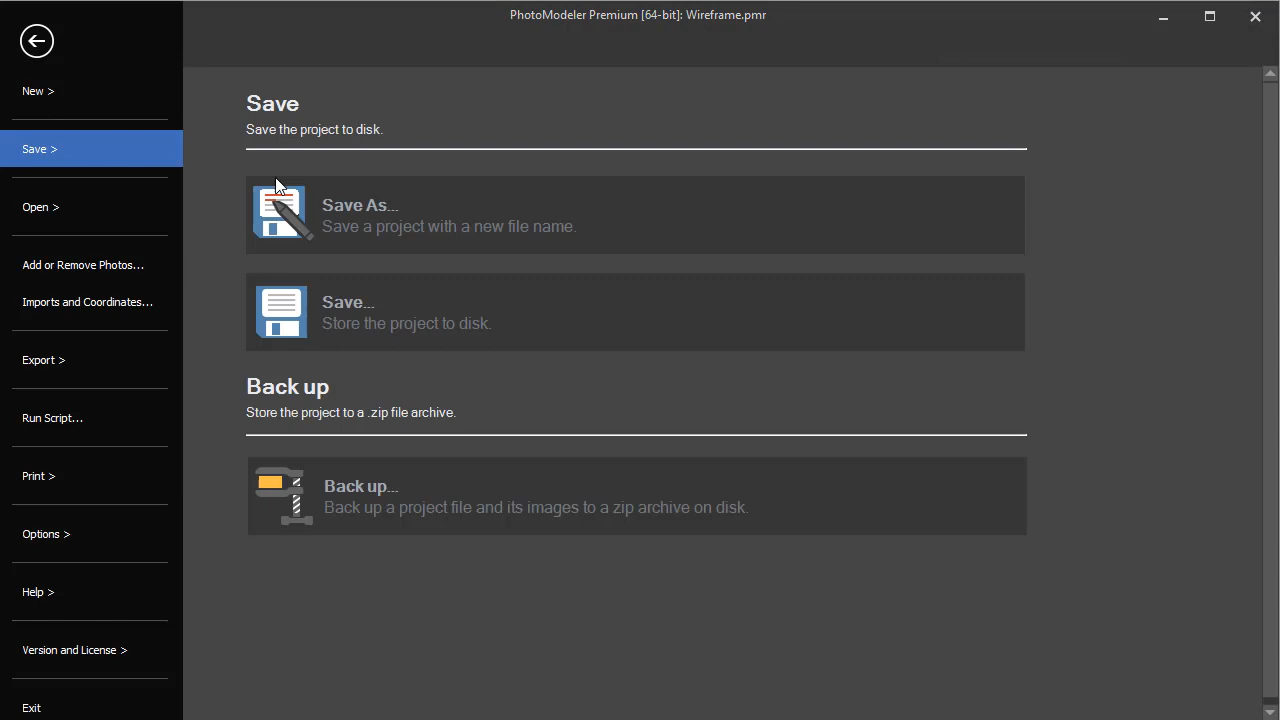 PhotoModeler Premium [64-bit]: Wireframe.pmr
New >
Save >
Open >
Add or Remove Photos...
Imports and Coordinates...
Export >
Run Script...
Print >
Options >
Help >
Version and License >
Exit
Save
Save the project to disk.
Save As...
Save a project with a new file name.
Save...
Store the project to disk.
Back up
Store the project to a .zip file archive.
Back up...
Back up a project file and its images to a zip archive on disk.